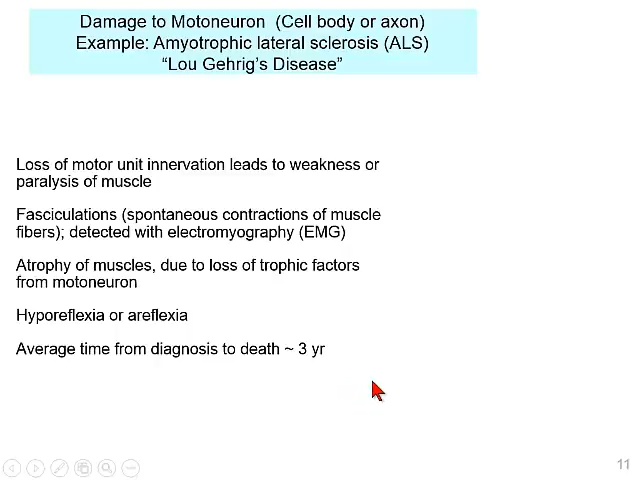 Damage to Motoneuron (Cell body or axon)
Example: Amyotrophic lateral sclerosis (ALS)
“Lou Gehrig’s Disease”
Loss of motor unit innervation leads to weakness or
paralysis of muscle
Fasciculations (spontaneous contractions of muscle
fibers); detected with electromyography (EMG)
Atrophy of muscles, due to loss of trophic factors
from motoneuron
Hyporeflexia or areflexia
Average time from diagnosis to death ~ 3 yr
11